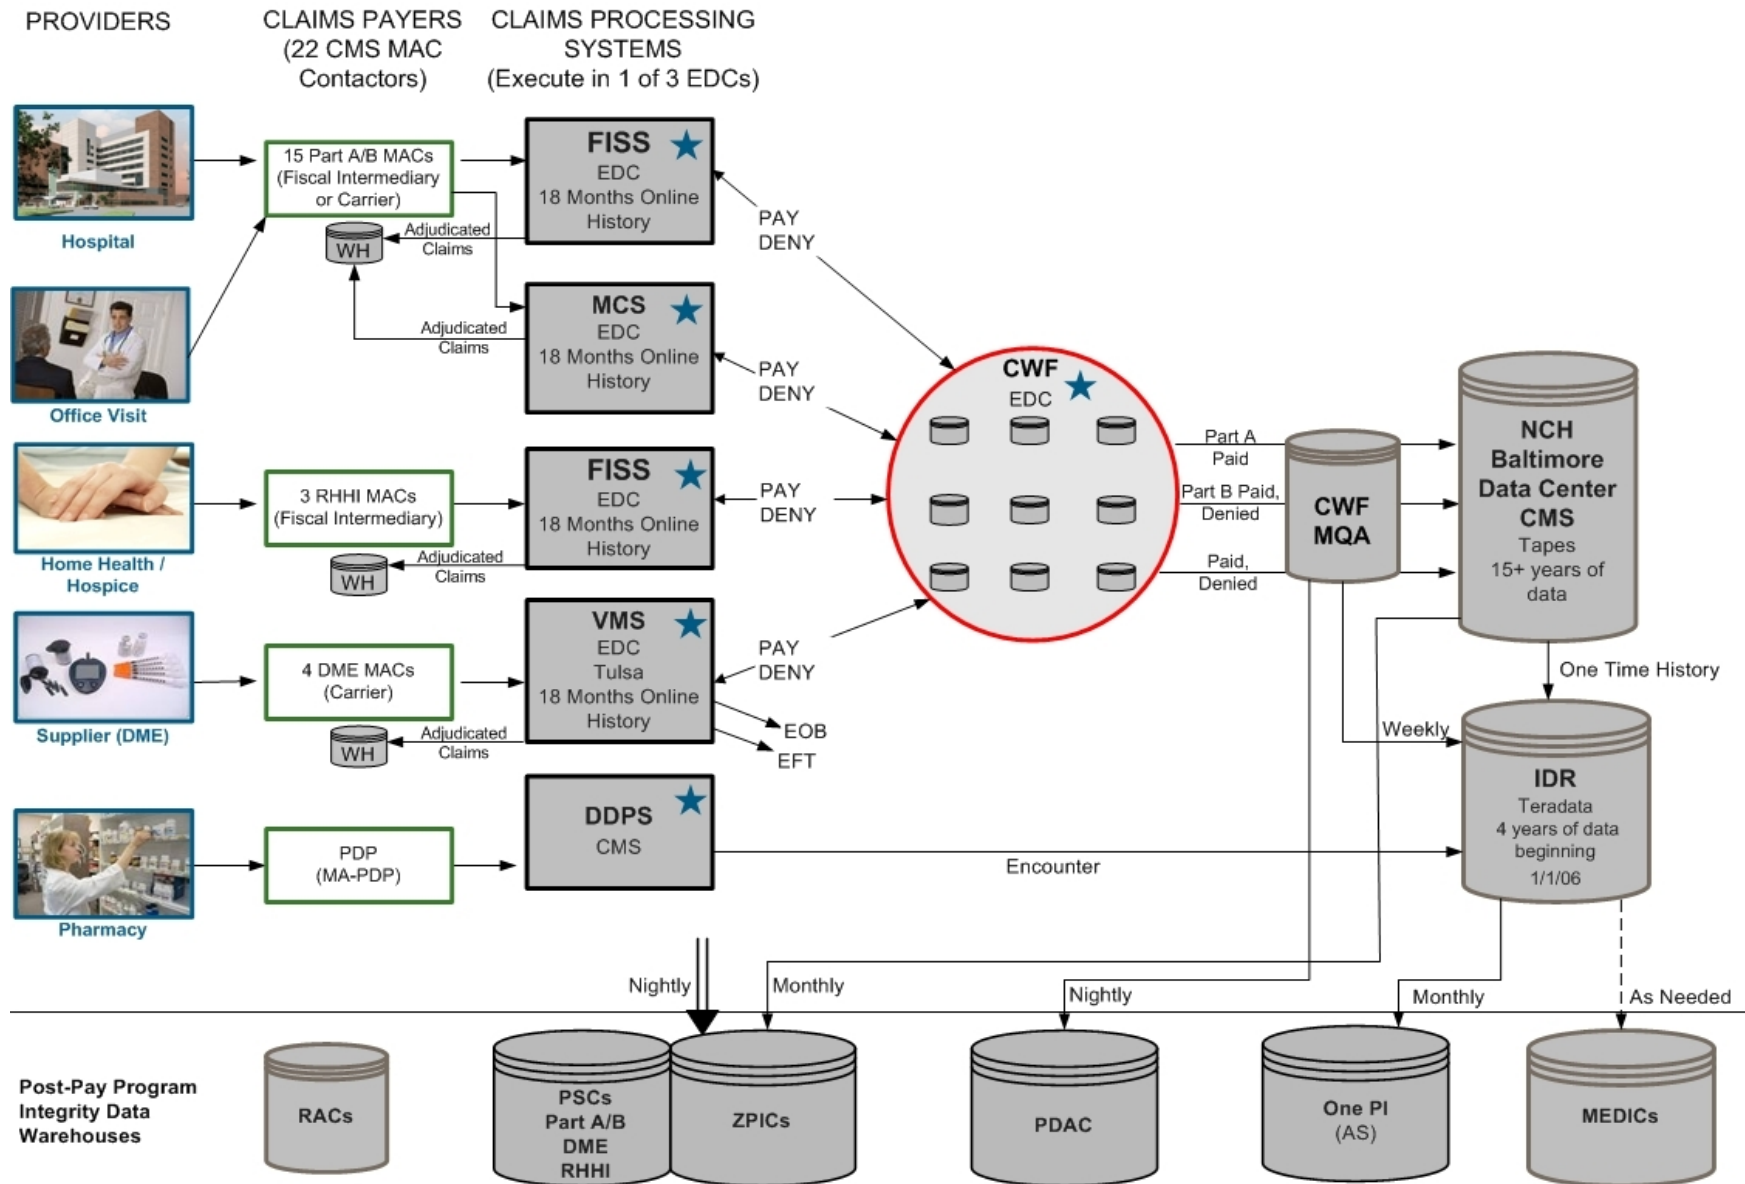 PROVIDERS
CLAIMS PAYERS
(22 CMS MAC
Contactors)
CLAIMS PROCESSING
SYSTEMS
(Execute in 1 of 3 EDCs)
Hospital
15 Part A/B MACs
(Fiscal Intermediary
or Carrier)
WH
Adjudicated
Claims
FISS
EDC
18 Months Online
History
PAY
DENY
Office Visit
Adjudicated
Claims
MCS
EDC
18 Months Online
History
PAY
DENY
Home Health /
Hospice
3 RHHI MACs
(Fiscal Intermediary)
WH
Adjudicated
Claims
FISS
EDC
18 Months Online
History
PAY
DENY
Supplier (DME)
4 DME MACs
(Carrier)
WH
Adjudicated
Claims
VMS
EDC
Tulsa
18 Months Online
History
PAY
DENY
EOB
EFT
Pharmacy
PDP
(MA-PDP)
DDPS
CMS
Encounter
CWF
EDC
Part A
Paid
Part B Paid,
Denied
Paid,
Denied
CWF
MQA
NCH
Baltimore
Data Center
CMS
Tapes
15+ years of
data
One Time History
Weekly
IDR
Teradata
4 years of data
beginning
1/1/06
Nightly
Monthly
Nightly
Monthly
As Needed
Post-Pay Program
Integrity Data
Warehouses
RACs
PSCs
Part A/B
DME
RHHI
ZPICs
PDAC
One PI
(AS)
MEDICs